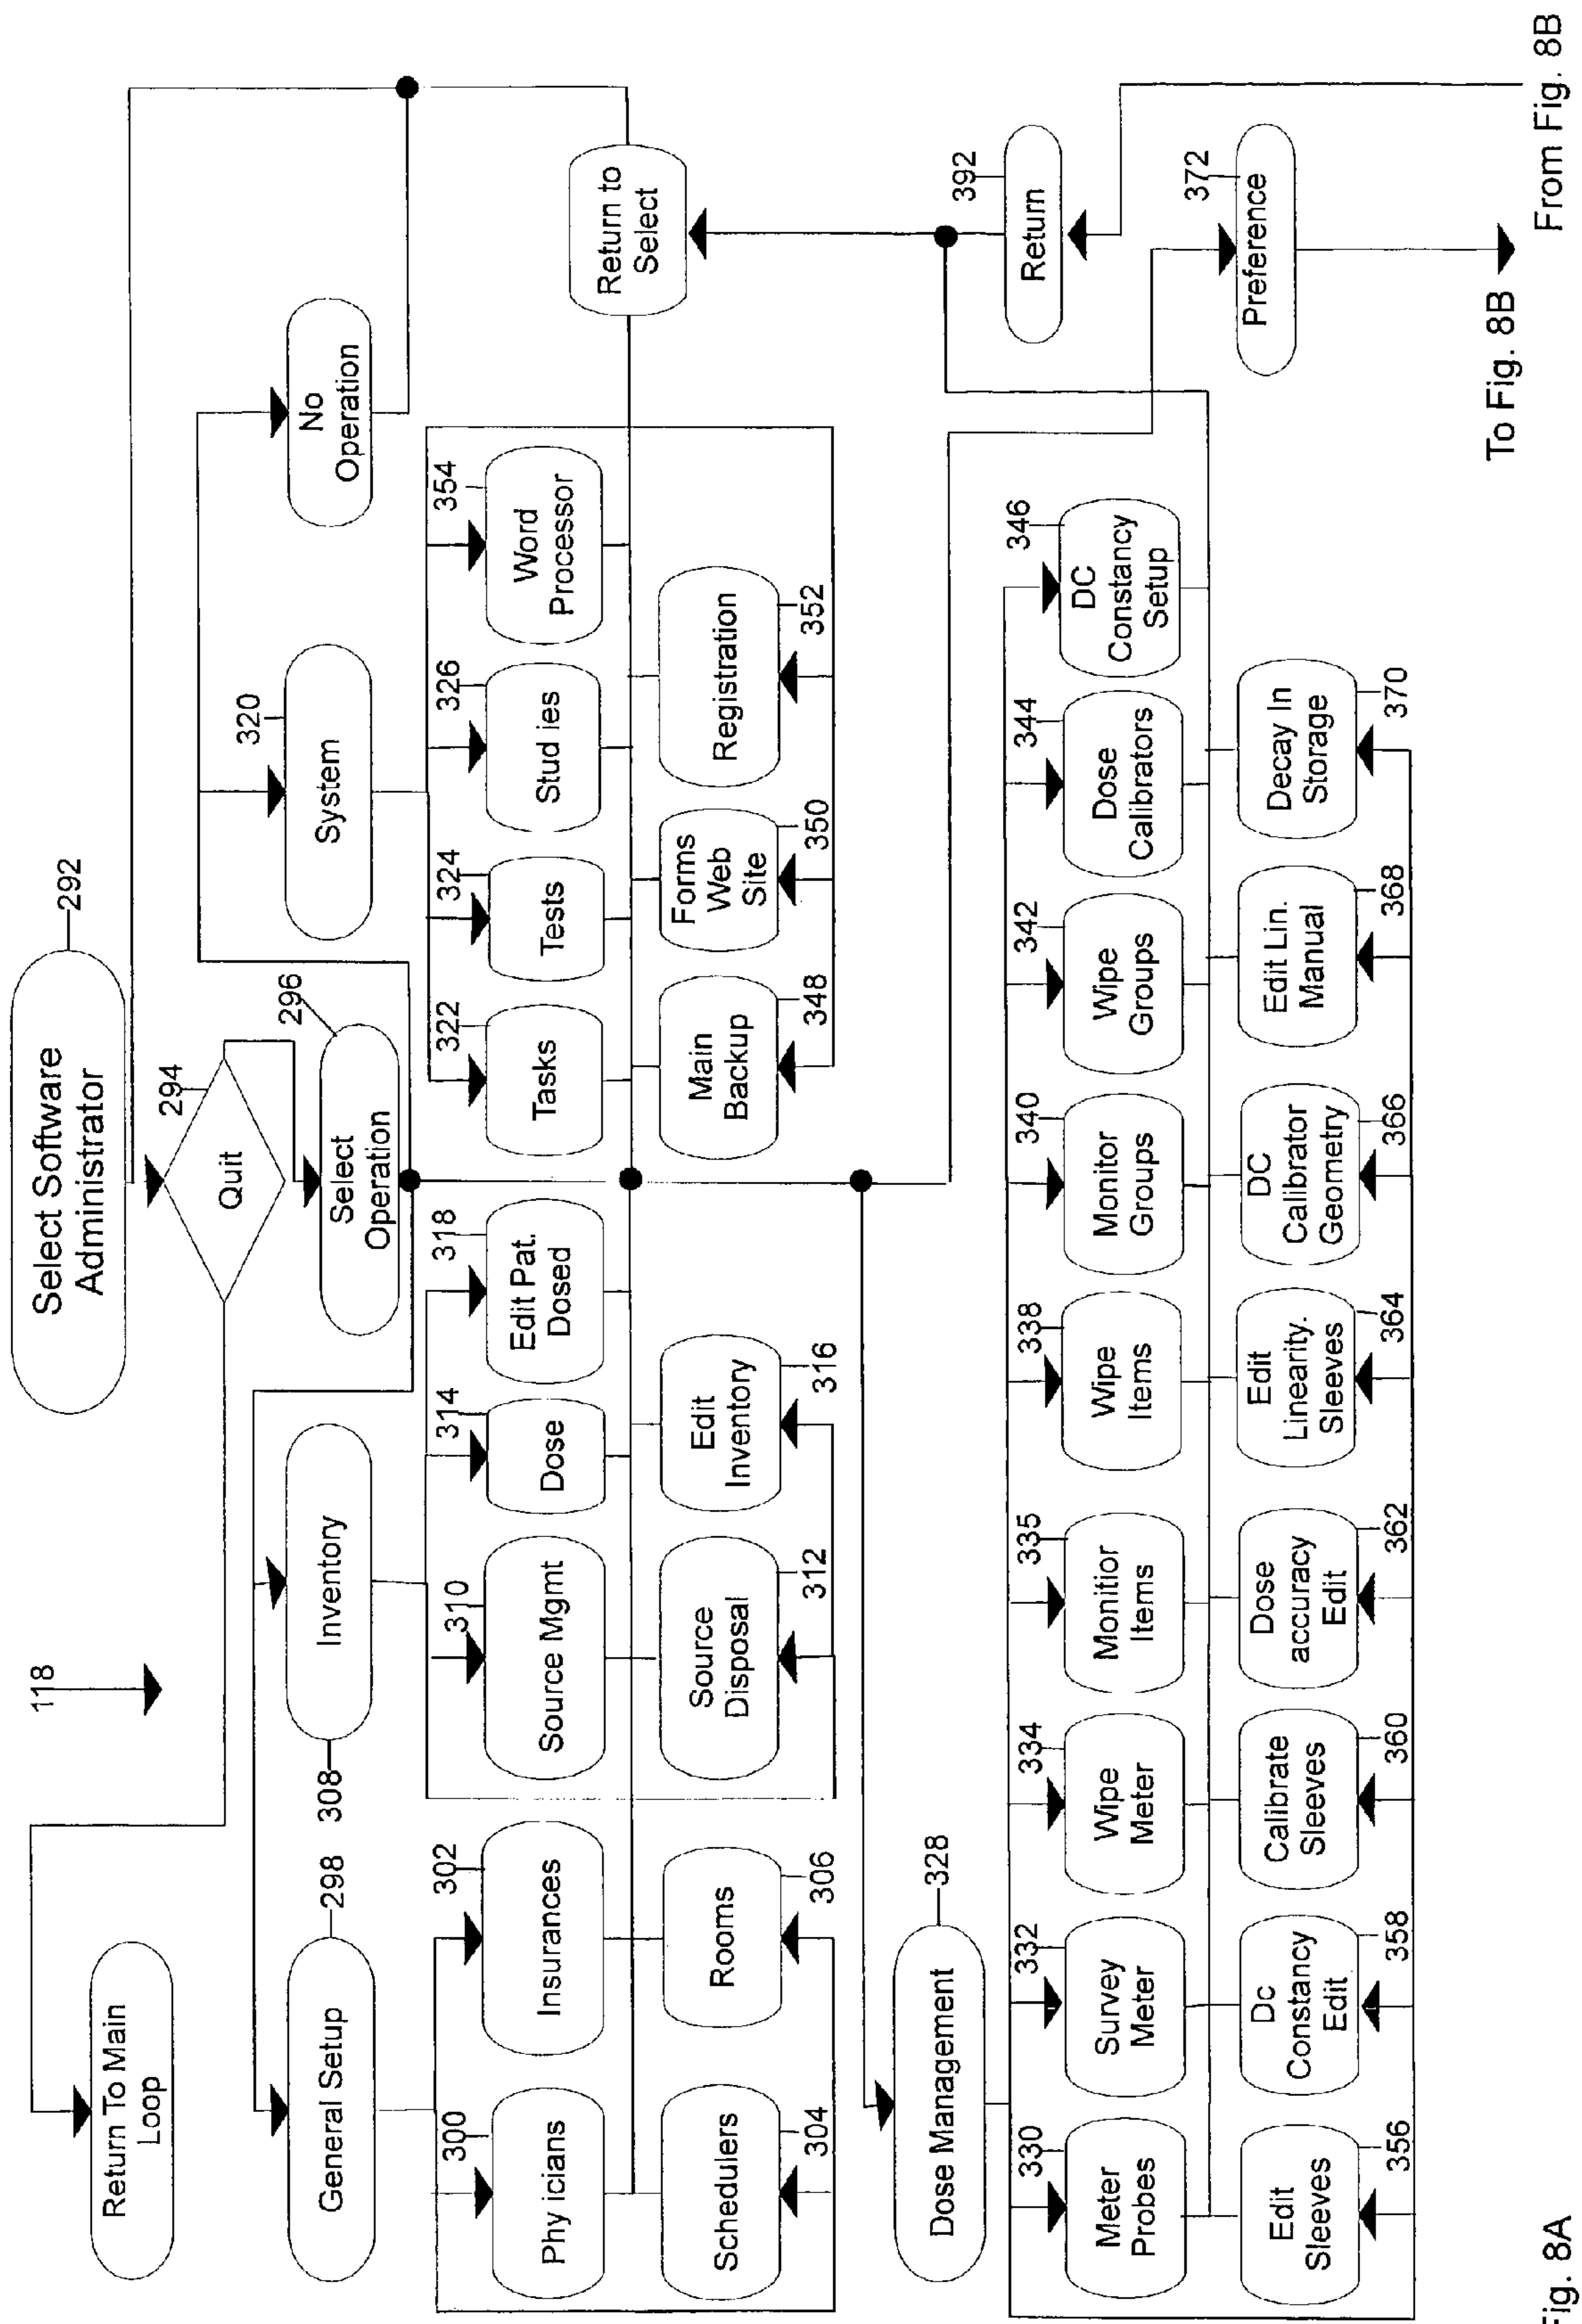 Select Software
Administrator
292
118
Return To Main
Loop
294
Quit
296
Select
Operation
General Setup
298
308
Inventory
320
System
No
Operation
300
Phy icians
302
Insurances
310
Source Mgmt
314
Dose
318
Edit Pat.
Dosed
322
Tasks
324
Tests
326
Stud ies
354
Word
Processor
Return to
Select
Schedulers
304
Rooms
306
Source
Disposal
312
Edit
Inventory
316
Main
Backup
348
Forms
Web
Site
350
Registration
352
Dose Management
328
392
Return
330
Meter
Probes
332
Survey
Meter
334
Wipe
Meter
335
Monitior
Items
338
Wipe
Items
340
Monitor
Groups
342
Wipe
Groups
344
Dose
Calibrators
346
DC
Constancy
Setup
372
Preference
Edit
Sleeves
356
Dc
Constancy
Edit
358
Calibrate
Sleeves
360
Dose
accuracy
Edit
362
Edit
Linearity.
Sleeves
364
DC
Calibrator
Geometry
366
Edit Lin.
Manual
368
Decay In
Storage
370
To Fig. 8B
From Fig. 8B
Fig. 8A